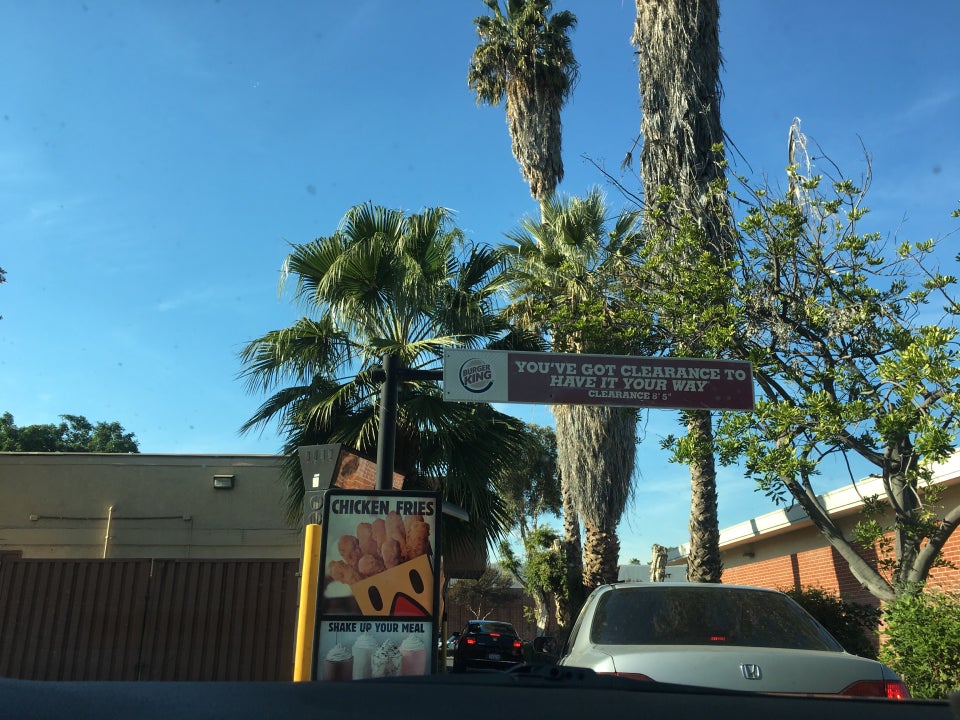 BURGER
KING
YOU'VE GOT CLEARANCE TO
HAVE IT YOUR WAY
CLEARANCE 8'5"
CHICKEN FRIES
SHAKE UP YOUR MEAL